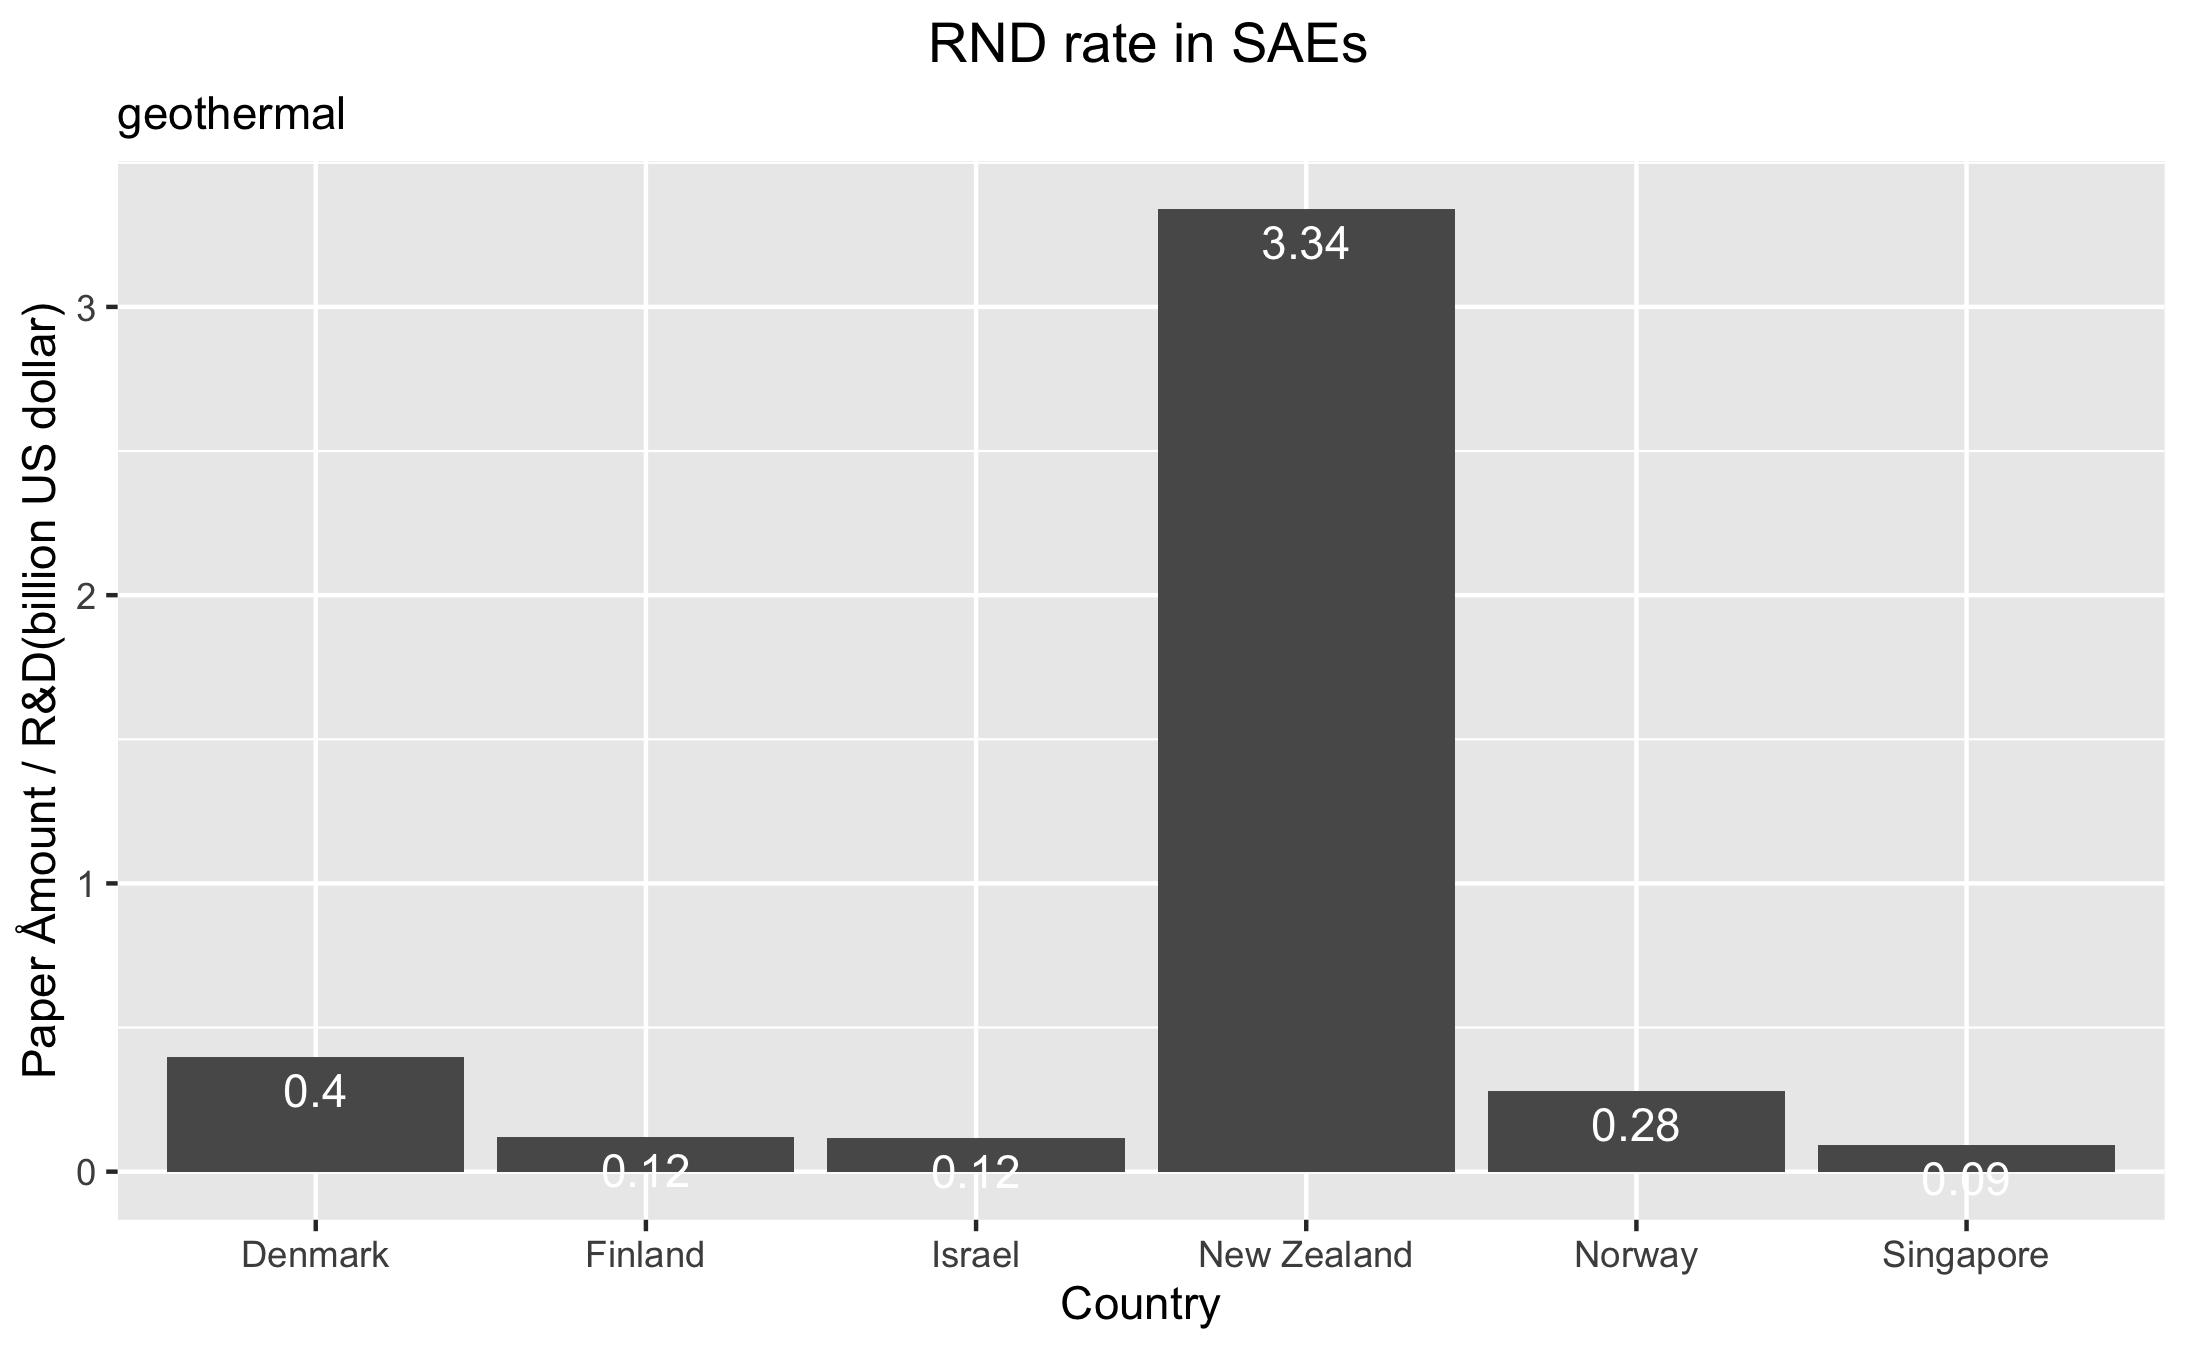 RND rate in SAEs
geothermal
Paper Åmount / R&D(billion US dollar)
3
2
1
0
0.4
0.12
0.12
3.34
0.28
0.09
Denmark
Finland
Israel
New Zealand
Norway
Singapore
Country